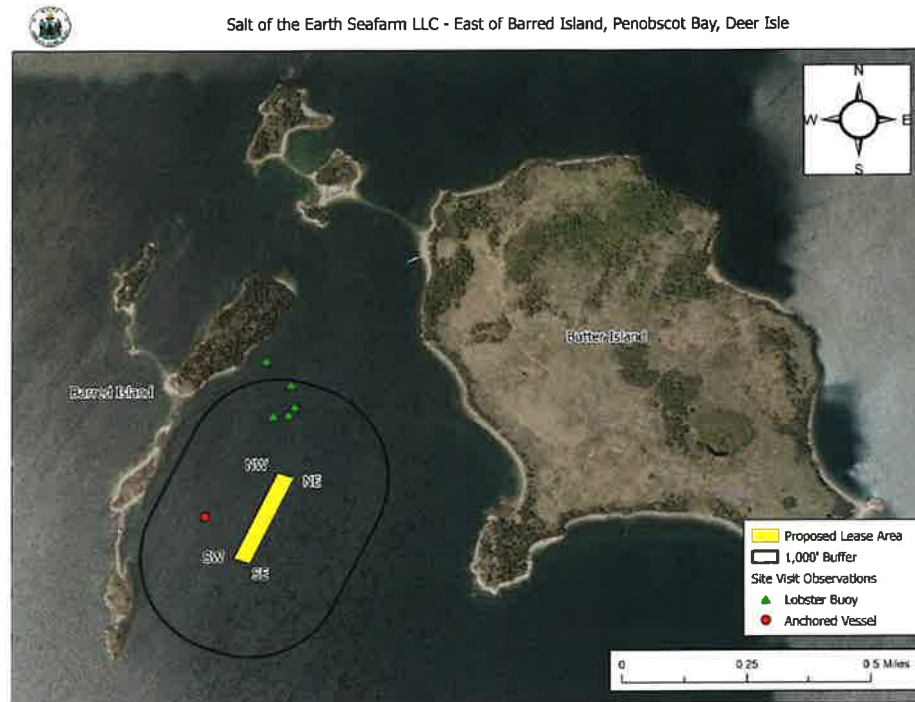 Salt of the Earth Seafarm LLC - East of Barred Island, Penobscot Bay, Deer Isle
N
W E
S
Butter Island
Barred Island
NW
NE
SW
SE
Proposed Lease Area
1,000' Buffer
Site Visit Observations
Lobster Buoy
Anchored Vessel
0 0.25 0.5 Miles